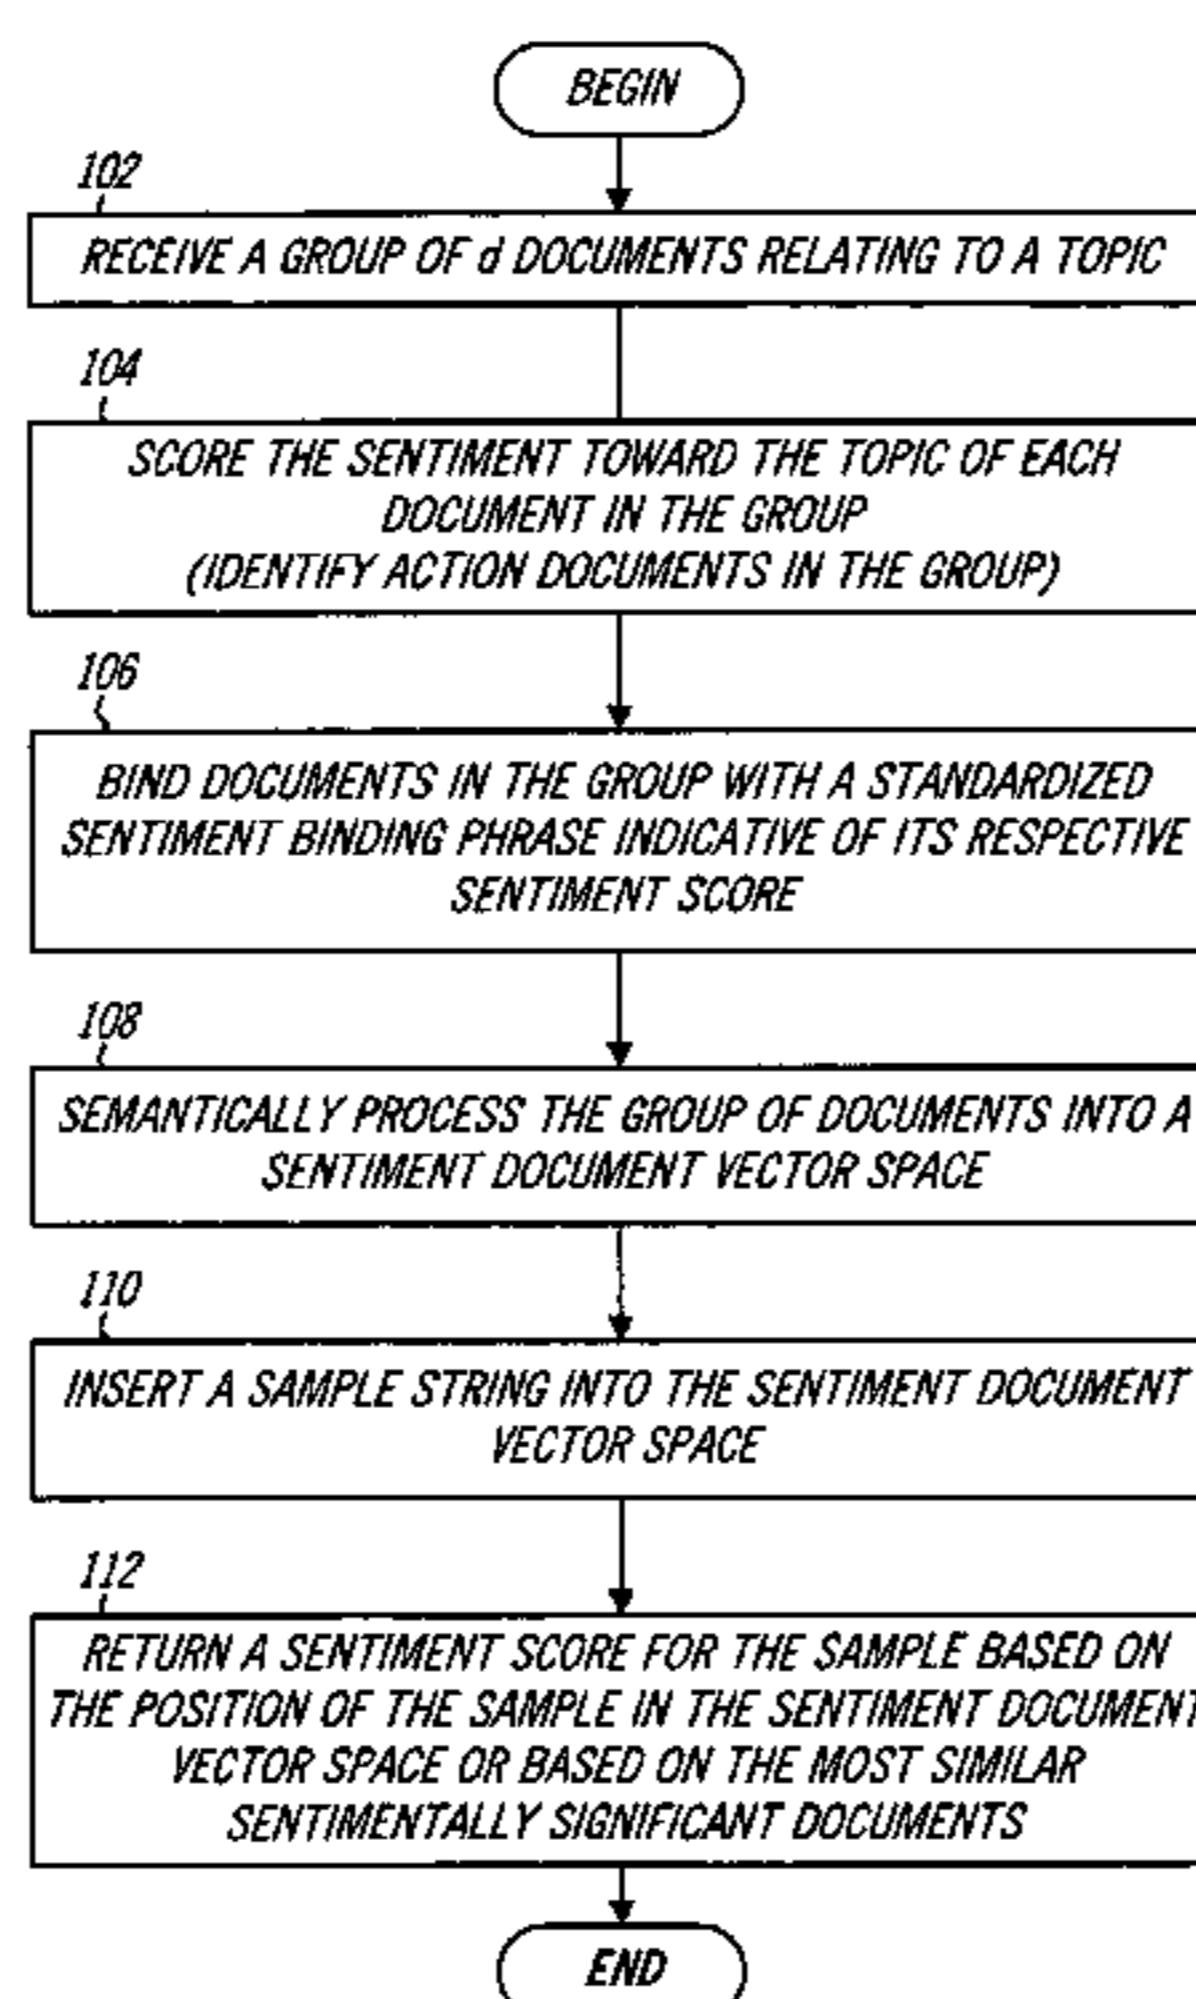 BEGIN
102
RECEIVE A GROUP OF d DOCUMENTS RELATING TO A TOPIC
104
SCORE THE SENTIMENT TOWARD THE TOPIC OF EACH
DOCUMENT IN THE GROUP
(IDENTIFY ACTION DOCUMENTS IN THE GROUP)
106
BIND DOCUMENTS IN THE GROUP WITH A STANDARDIZED
SENTIMENT BINDING PHRASE INDICATIVE OF ITS RESPECTIVE
SENTIMENT SCORE
108
SEMANTICALLY PROCESS THE GROUP OF DOCUMENTS INTO A
SENTIMENT DOCUMENT VECTOR SPACE
110
INSERT A SAMPLE STRING INTO THE SENTIMENT DOCUMENT
VECTOR SPACE
112
RETURN A SENTIMENT SCORE FOR THE SAMPLE BASED ON
THE POSITION OF THE SAMPLE IN THE SENTIMENT DOCUMENT
VECTOR SPACE OR BASED ON THE MOST SIMILAR
SENTIMENTALLY SIGNIFICANT DOCUMENTS
END